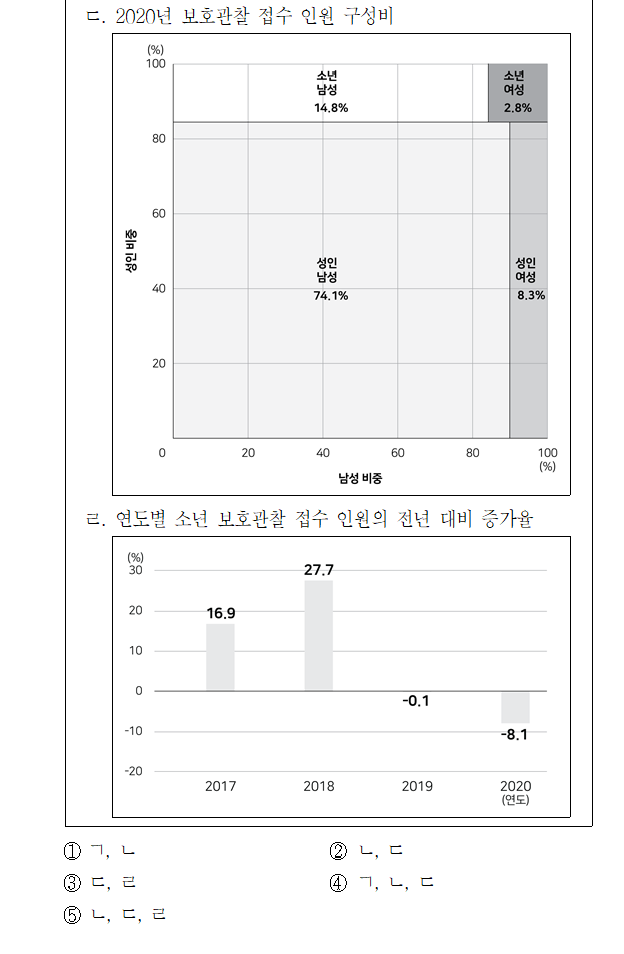 ㄷ. 2020년 보호관찰 접수 인원 구성비
(%)
100
80
60
40
20
0
성인 비중
소년
남성
14.8%
소년
여성
2.8%
성인
남성
74.1%
성인
여성
8.3%
20 40 60 80 100
(%)
남성 비중
ㄹ. 연도별 소년 보호관찰 접수 인원의 전년 대비 증가율
(%)
30
20
10
0
-10
-20
16.9
27.7
-0.1
-8.1
2017 2018 2019 2020
(연도)
① ㄱ, ㄴ
② ㄴ, ㄷ
③ ㄷ, ㄹ
④ ㄱ, ㄴ, ㄷ
⑤ ㄴ, ㄷ, ㄹ